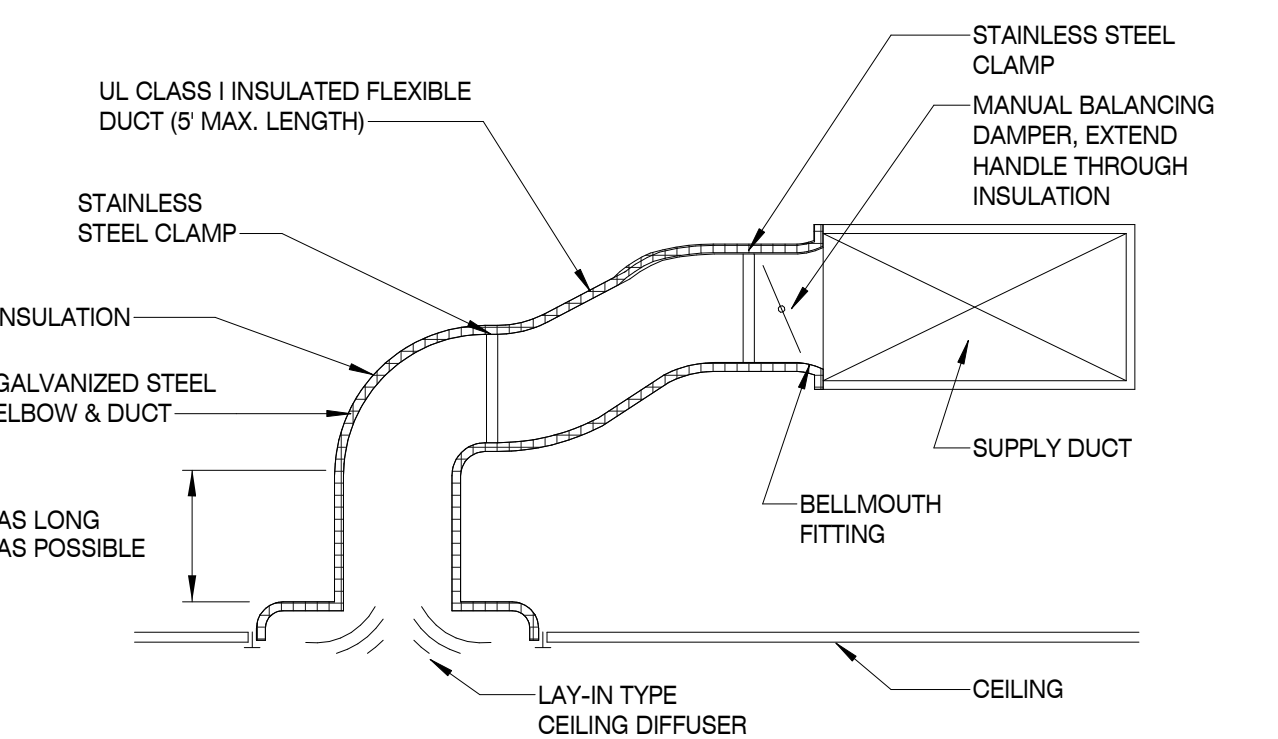 STAINLESS STEEL
CLAMP
UL CLASS I INSULATED FLEXIBLE
DUCT (5' MAX. LENGTH)
MANUAL BALANCING
DAMPER, EXTEND
HANDLE THROUGH
INSULATION
STAINLESS
STEEL CLAMP
NSULATION
GALVANIZED STEEL
ELBOW & DUCT
SUPPLY DUCT
BELLMOUTH
FITTING
AS LONG
AS POSSIBLE
LAY-IN TYPE
CEILING DIFFUSER
CEILING